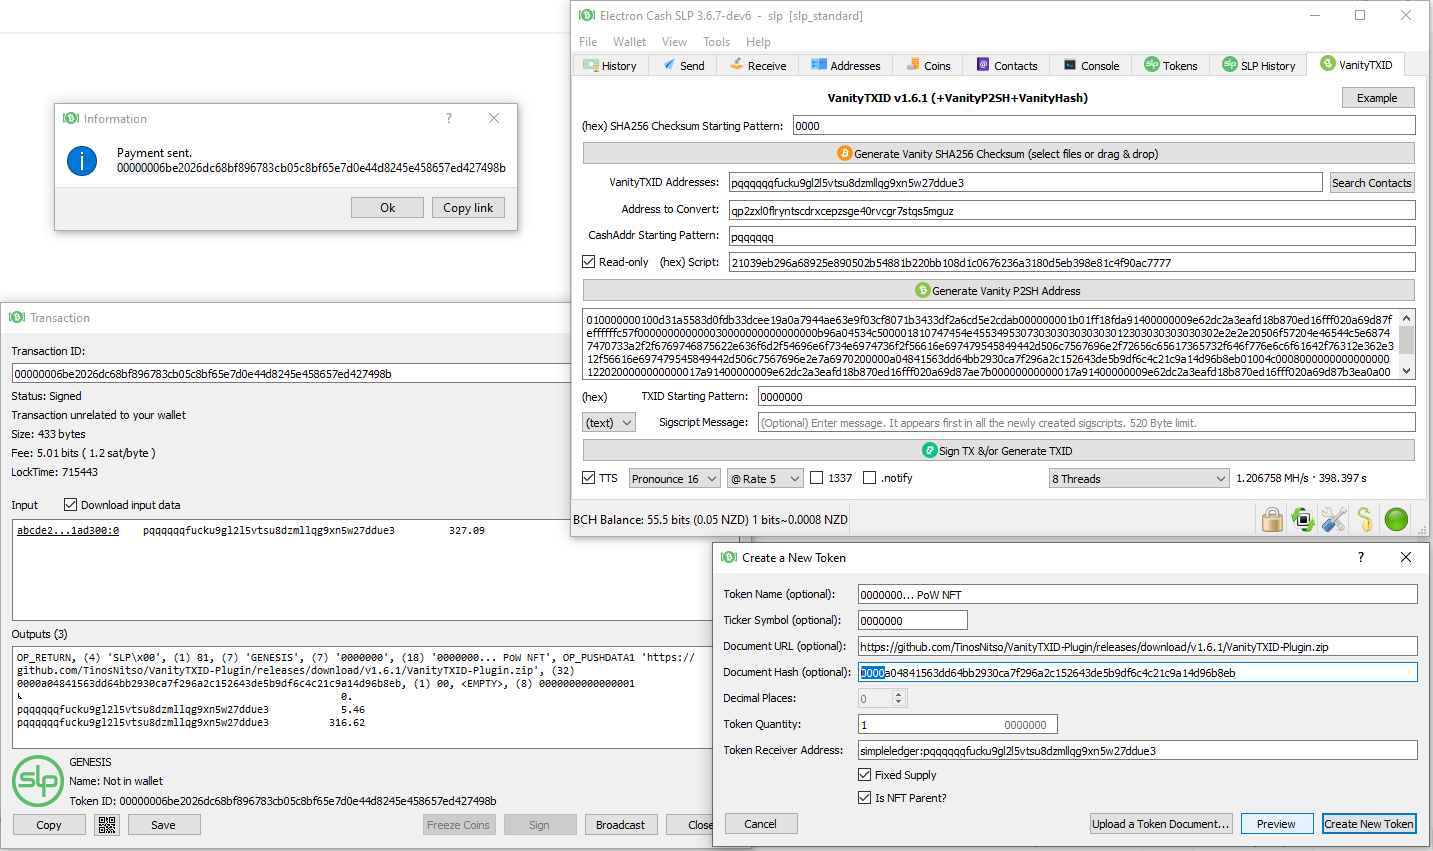 Electron Cash SLP 3.6.7-dev6 - slp [slp_standard]
File Wallet View Tools Help
History Send Receive Addresses Coins Contacts Console Tokens SLP History VanityTXID
VanityTXID v1.6.1 (+VanityP2SH+VanityHash)
Example
(hex) SHA256 Checksum Starting Pattern: 0000
Generate Vanity SHA256 Checksum (select files or drag & drop)
VanityTXID Addresses: pqqqqqqfucku9gl2l5vtsu8dzmllqg9xn5w27ddue3 Search Contacts
Address to Convert: qp2zxl0flryntscdrxcepzsge40rvcgr7stqs5mguz
CashAddr Starting Pattern: pqqqqqq
Read-only (hex) Script: 21039eb296a68925e890502b54881b220bb108d1c0676236a3180d5eb398e81c4f90ac7777
Generate Vanity P2SH Address
(hex) TXID Starting Pattern: 0000000
(text) Sigscript Message: (Optional) Enter message. It appears first in all the newly created sigscripts. 520 Byte limit.
Sign TX &/or Generate TXID
TTS Pronounce 16 @ Rate 5 1337 .notify 8 Threads 1.206758 MH/s · 398.397 s
BCH Balance: 55.5 bits (0.05 NZD) 1 bits~0.0008 NZD
Information
?
Payment sent.
00000006be2026dc68bf896783cb05c8bf65e7d0e44d8245e458657ed427498b
Ok Copy link
Transaction
Transaction ID:
00000006be2026dc68bf896783cb05c8bf65e7d0e44d8245e458657ed427498b
Status: Signed
Transaction unrelated to your wallet
Size: 433 bytes
Fee: 5.01 bits ( 1.2 sat/byte )
LockTime: 715443
Input Download input data
abcde2...1ad300:0 pqqqqqqfucku9gl2l5vtsu8dzmllqg9xn5w27ddue3 327.09
Outputs (3)
OP_RETURN, (4) 'SLP\x00', (1) 81, (7) 'GENESIS', (7) '0000000', (18) '0000000... PoW NFT', OP_PUSHDATA1 'https://
github.com/TinosNitso/VanityTXID-Plugin/releases/download/v1.6.1/VanityTXID-Plugin.zip', (32)
0000a04841563dd64bb2930ca7f296a2c152643de5b9df6c4c21c9a14d96b8eb, (1) 00, <EMPTY>, (8) 0000000000000001
0.
pqqqqqqfucku9gl2l5vtsu8dzmllqg9xn5w27ddue3 5.46
pqqqqqqfucku9gl2l5vtsu8dzmllqg9xn5w27ddue3 316.62
slp
GENESIS
Name: Not in wallet
Token ID: 00000006be2026dc68bf896783cb05c8bf65e7d0e44d8245e458657ed427498b
Copy Save Freeze Coins Sign Broadcast Close
Create a New Token
?
Token Name (optional): 0000000... PoW NFT
Ticker Symbol (optional): 0000000
Document URL (optional): https://github.com/TinosNitso/VanityTXID-Plugin/releases/download/v1.6.1/VanityTXID-Plugin.zip
Document Hash (optional): 0000a04841563dd64bb2930ca7f296a2c152643de5b9df6c4c21c9a14d96b8eb
Decimal Places: 0
Token Quantity: 1 0000000
Token Receiver Address: simpleledger:pqqqqqqfucku9gl2l5vtsu8dzmllqg9xn5w27ddue3
Fixed Supply
Is NFT Parent?
Cancel Upload a Token Document... Preview Create New Token